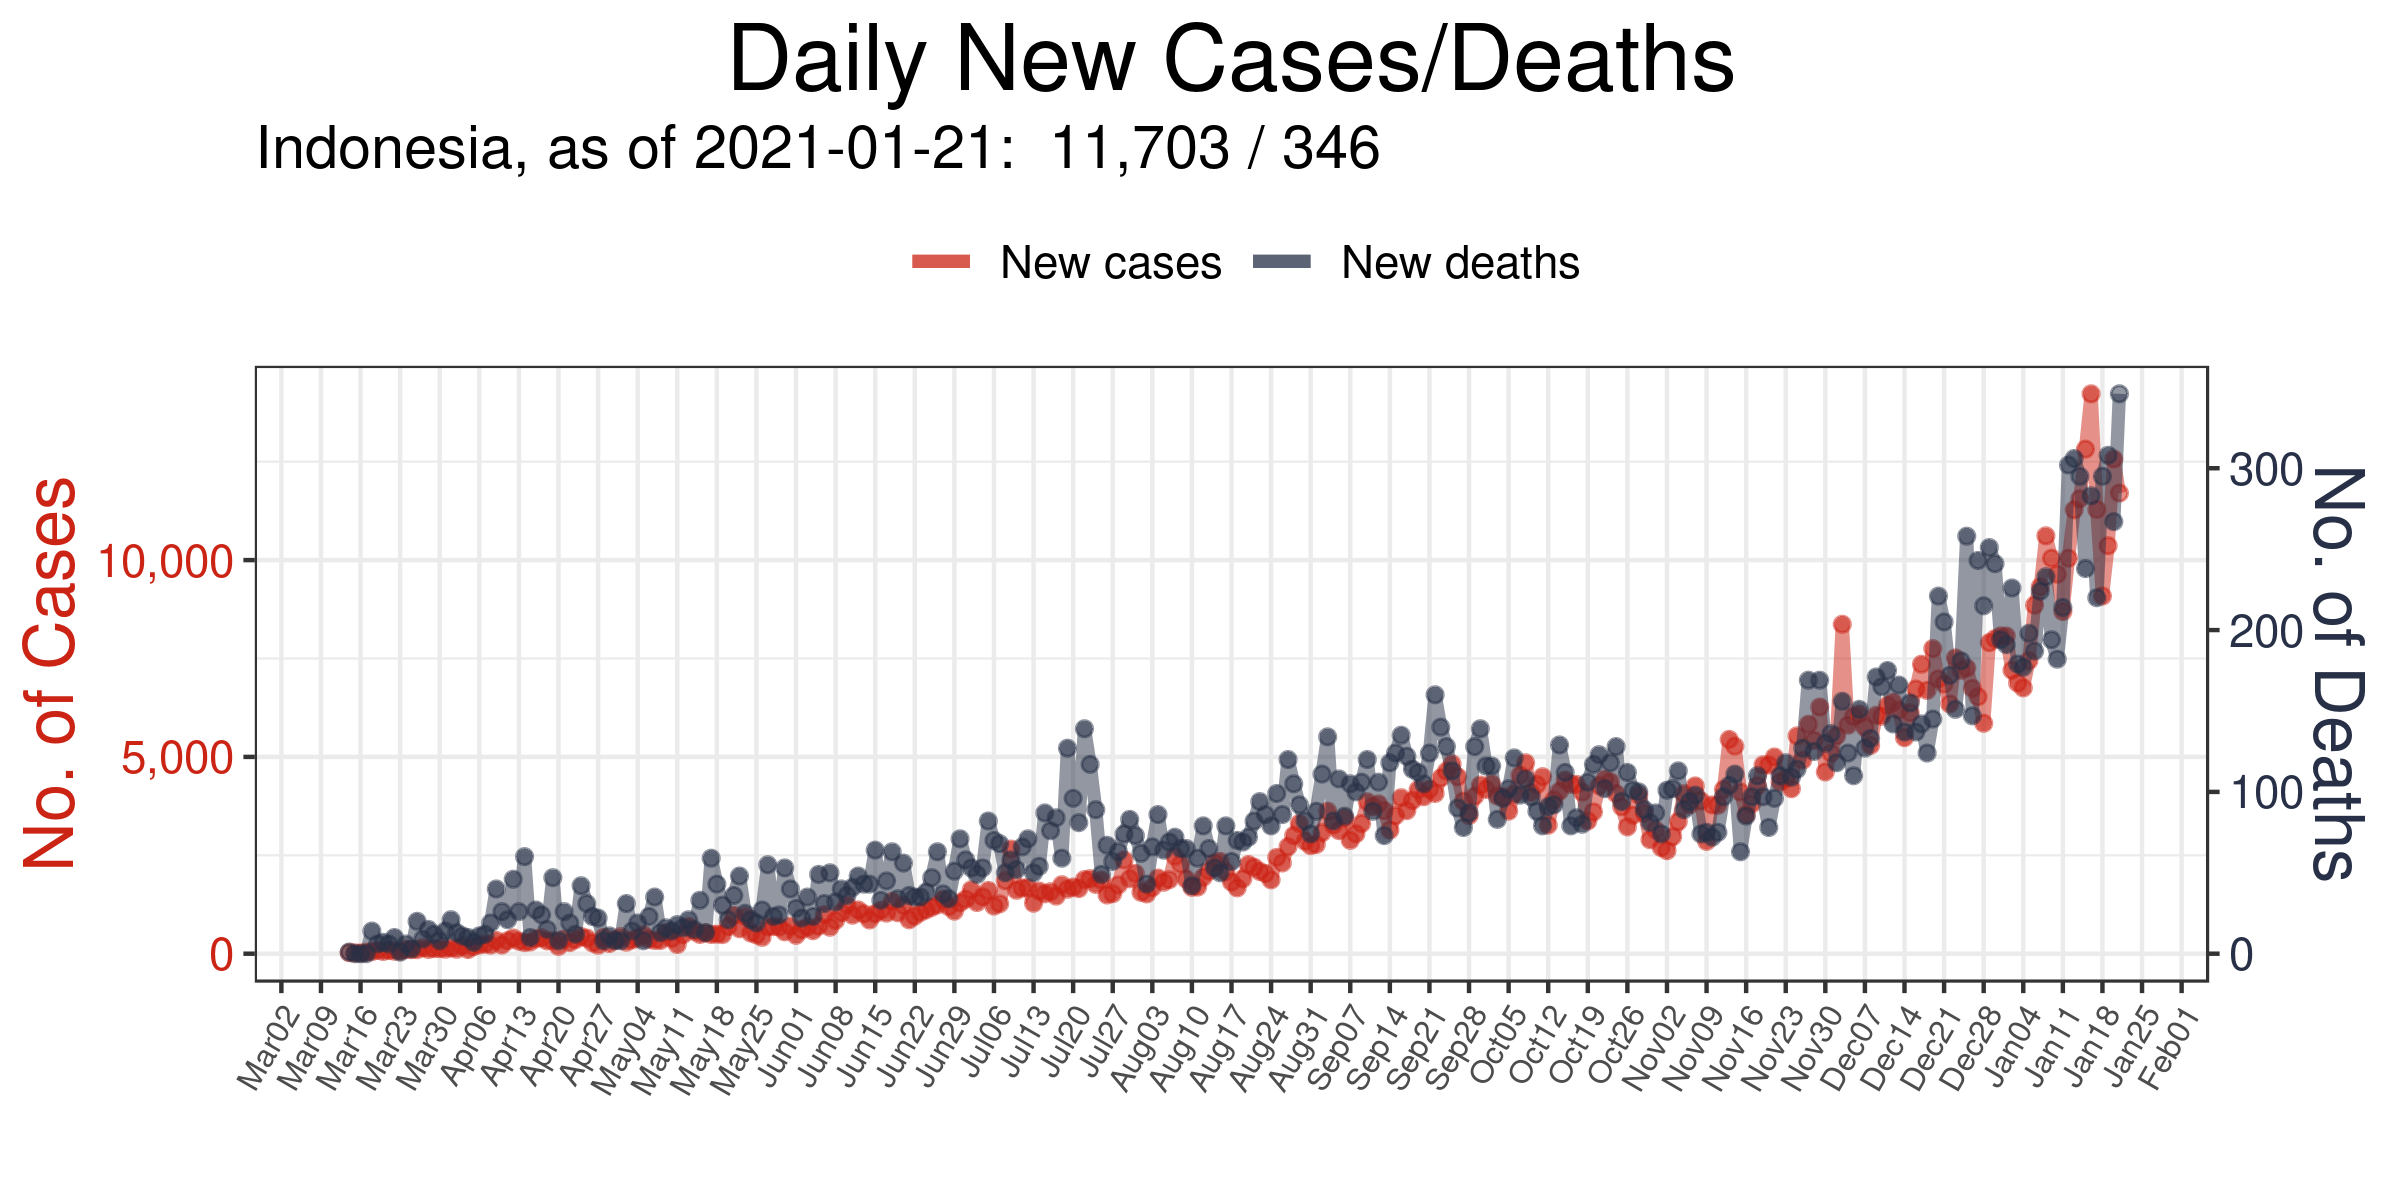 Daily New Cases/Deaths
Indonesia, as of 2021-01-21:  11,703 / 346
New cases
New deaths
No. of Cases
10,000
5,000
0
300
200
100
0
No. of Deaths
Mar02
Mar09
Mar16
Mar23
Mar30
Apr06
Apr13
Apr20
Apr27
May04
May11
May18
May25
Jun01
Jun08
Jun15
Jun22
Jun29
Jul06
Jul13
Jul20
Jul27
Aug03
Aug10
Aug17
Aug24
Aug31
Sep07
Sep14
Sep21
Sep28
Oct05
Oct12
Oct19
Oct26
Nov02
Nov09
Nov16
Nov23
Nov30
Dec07
Dec14
Dec21
Dec28
Jan04
Jan11
Jan18
Jan25
Feb01